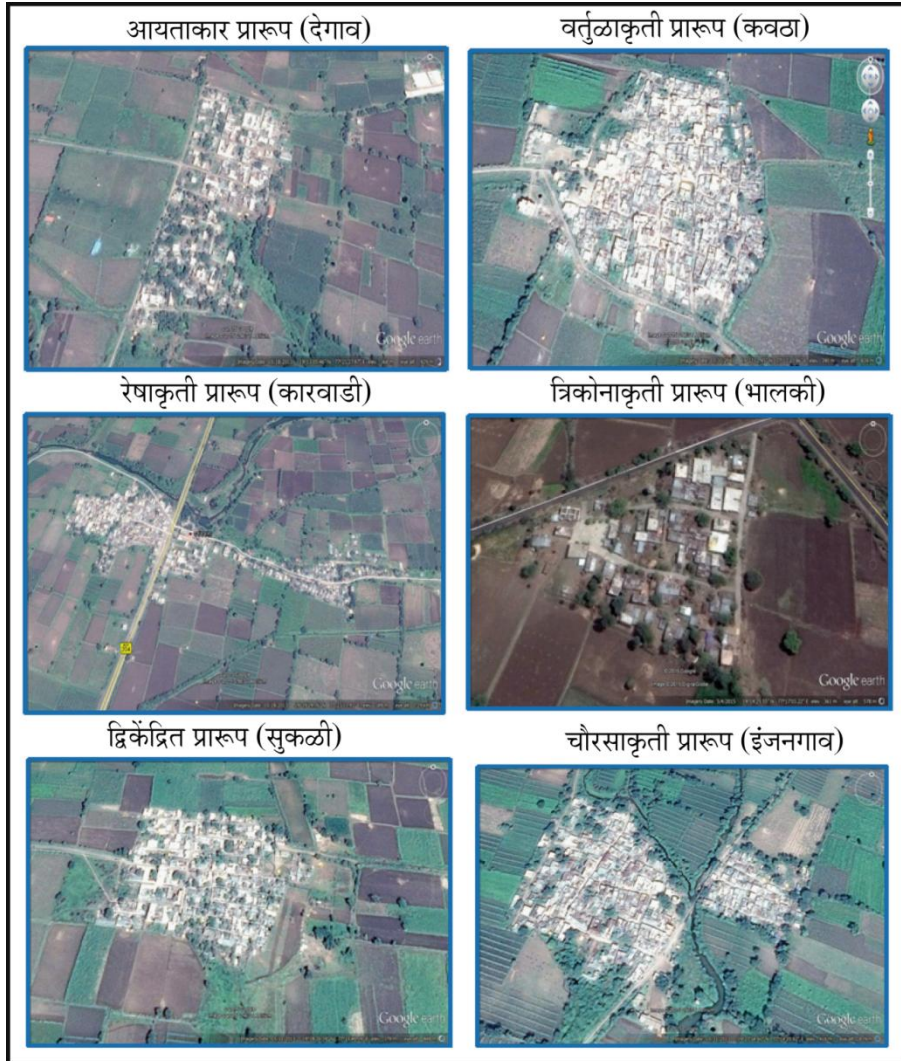 आयताकार प्रारूप (देगाव)
वर्तुळाकृती प्रारूप (कवठा)
Google earth
Google earth
रेषाकृती प्रारूप (कारवाडी)
त्रिकोनाकृती प्रारूप (भालकी)
Google earth
Google earth
द्विकेंद्रित प्रारूप (सुकळी)
चौरसाकृती प्रारूप (इंजनगाव)
Google earth
Google earth